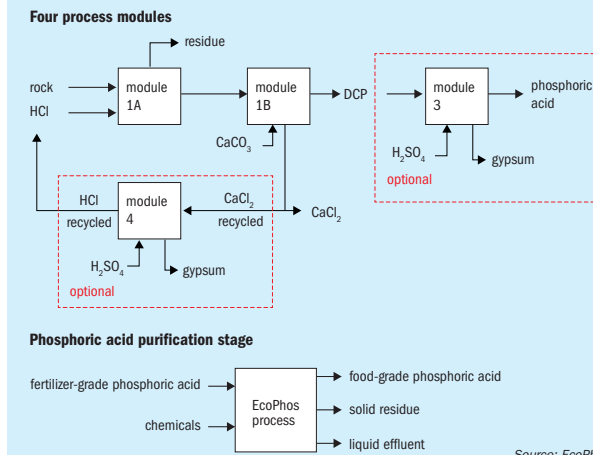 Four process modules
residue
rock
HCl
module
1A
module
1B
DCP
CaCO₃
module
3
phosphoric
acid
H₂SO₄
gypsum
optional
HCl
recycled
module
4
CaCl₂
recycled
CaCl₂
H₂SO₄
gypsum
optional
Phosphoric acid purification stage
fertilizer-grade phosphoric acid
chemicals
EcoPhos
process
food-grade phosphoric acid
solid residue
liquid effluent
Source: